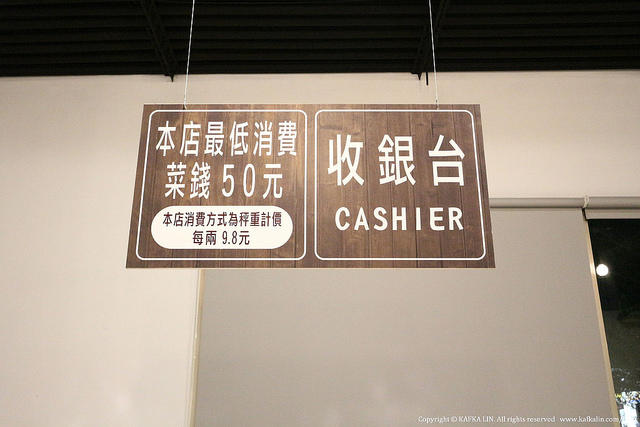 本店最低消費
菜錢 50元
本店消費方式為秤重計價
每兩 9.8元
收銀台
CASHIER
Copyright © KAFKA LIN. All rights reserved www.kafkalin.com